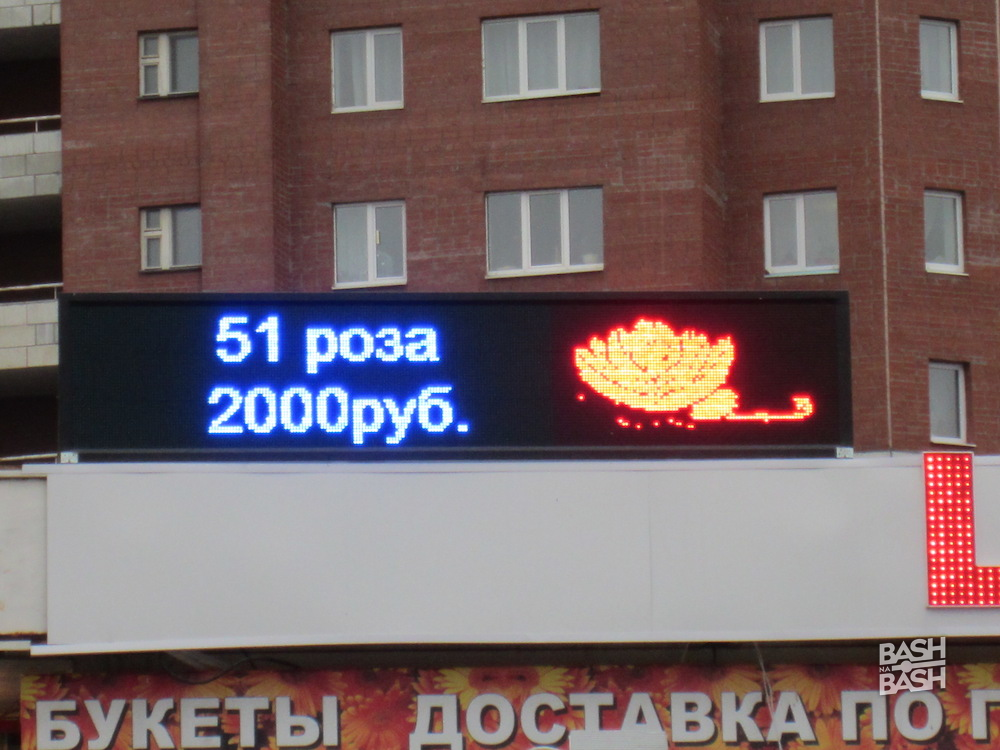 51 роза
2000руб.
БУКЕТЫ ДОСТАВКА ПО
BASH
NA
BASH